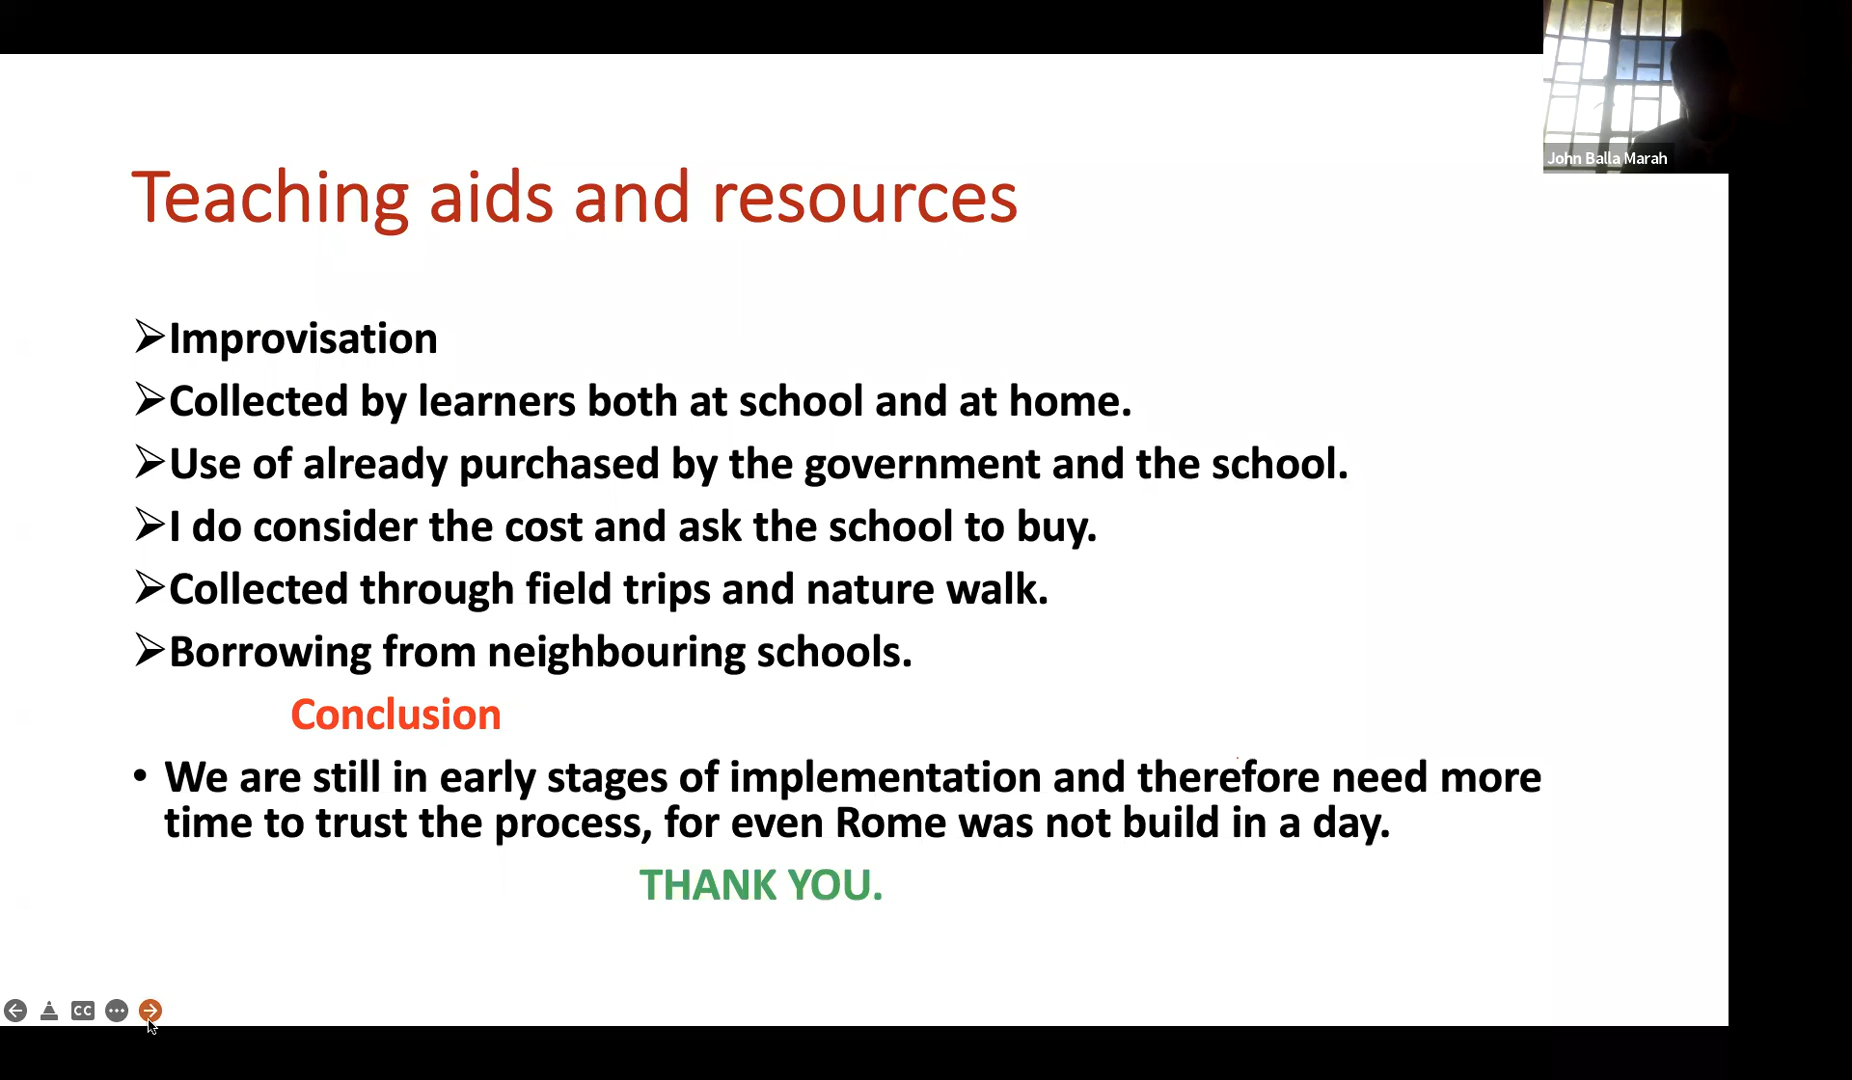 John Balla Marah
Teaching aids and resources
➢Improvisation
➢Collected by learners both at school and at home.
➢Use of already purchased by the government and the school.
➢I do consider the cost and ask the school to buy.
➢Collected through field trips and nature walk.
➢Borrowing from neighbouring schools.
Conclusion
• We are still in early stages of implementation and therefore need more
time to trust the process, for even Rome was not build in a day.
THANK YOU.
CC